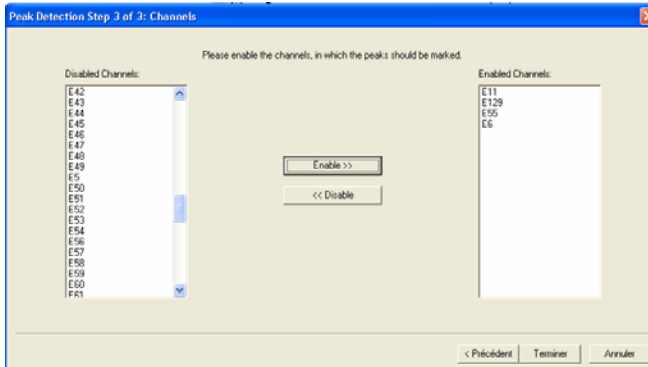 Peak Detection Step 3 of 3: Channels
Please enable the channels, in which the peaks should be marked.
Disabled Channels:
E42
E43
E44
E45
E46
E47
E48
E49
E5
E50
E51
E52
E53
E54
E56
E57
E58
E59
E60
E61
Enable >>
<< Disable
Enabled Channels:
E11
E129
E55
E6
< Précédent
Terminer
Annuler